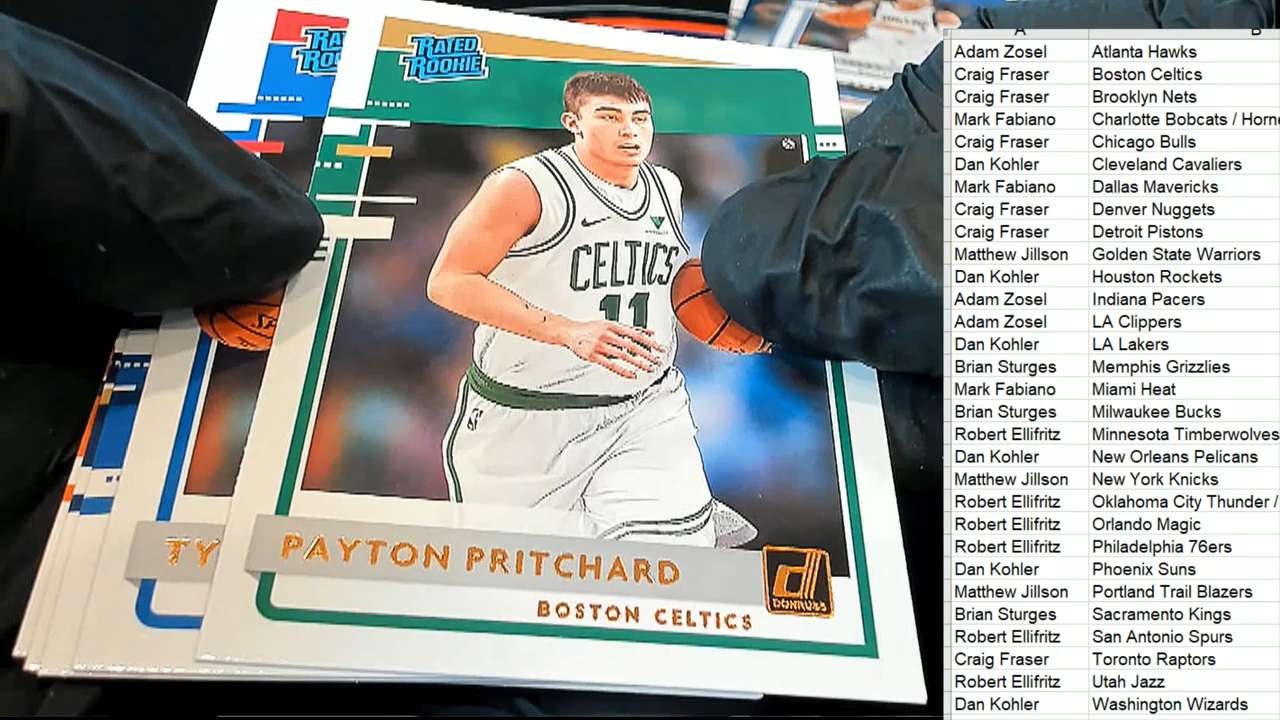 RATED
ROOKIE
CELTICS
11
TY
PAYTON PRITCHARD
BOSTON CELTICS
DONRUSS
A B
Adam Zosel Atlanta Hawks
Craig Fraser Boston Celtics
Craig Fraser Brooklyn Nets
Mark Fabiano Charlotte Bobcats / Horne
Craig Fraser Chicago Bulls
Dan Kohler Cleveland Cavaliers
Mark Fabiano Dallas Mavericks
Craig Fraser Denver Nuggets
Craig Fraser Detroit Pistons
Matthew Jillson Golden State Warriors
Dan Kohler Houston Rockets
Adam Zosel Indiana Pacers
Adam Zosel LA Clippers
Dan Kohler LA Lakers
Brian Sturges Memphis Grizzlies
Mark Fabiano Miami Heat
Brian Sturges Milwaukee Bucks
Robert Ellifritz Minnesota Timberwolves
Dan Kohler New Orleans Pelicans
Matthew Jillson New York Knicks
Robert Ellifritz Oklahoma City Thunder /
Robert Ellifritz Orlando Magic
Robert Ellifritz Philadelphia 76ers
Dan Kohler Phoenix Suns
Matthew Jillson Portland Trail Blazers
Brian Sturges Sacramento Kings
Robert Ellifritz San Antonio Spurs
Craig Fraser Toronto Raptors
Robert Ellifritz Utah Jazz
Dan Kohler Washington Wizards